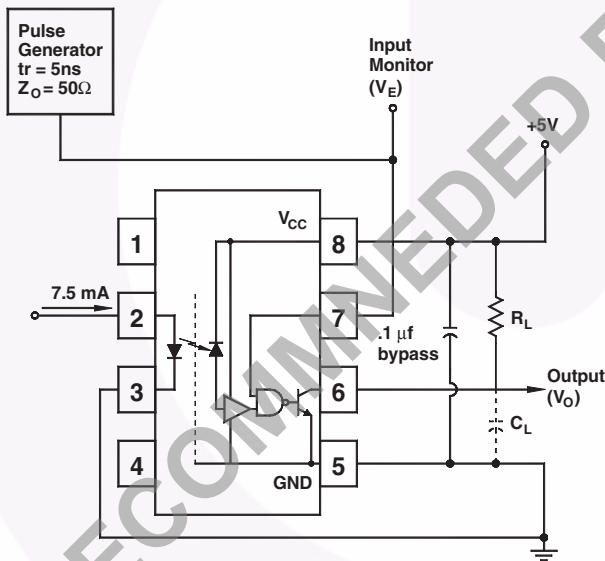 Pulse
Generator
tr = 5ns
ZO = 50Ω
Input
Monitor
(VE)
+5V
1
VCC
8
7.5 mA
2
7
.1 μf
bypass
RL
3
6
Output
(VO)
CL
4
GND
5
RECOMMNEDED